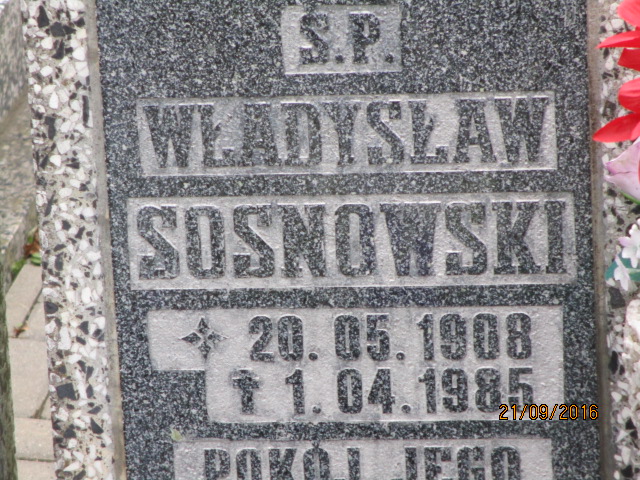 Ś.P.
WŁADYSŁAW
SOSNOWSKI
20.05.1908
✝ 1.04.1985
POKÓJ JEGO
21/09/2016